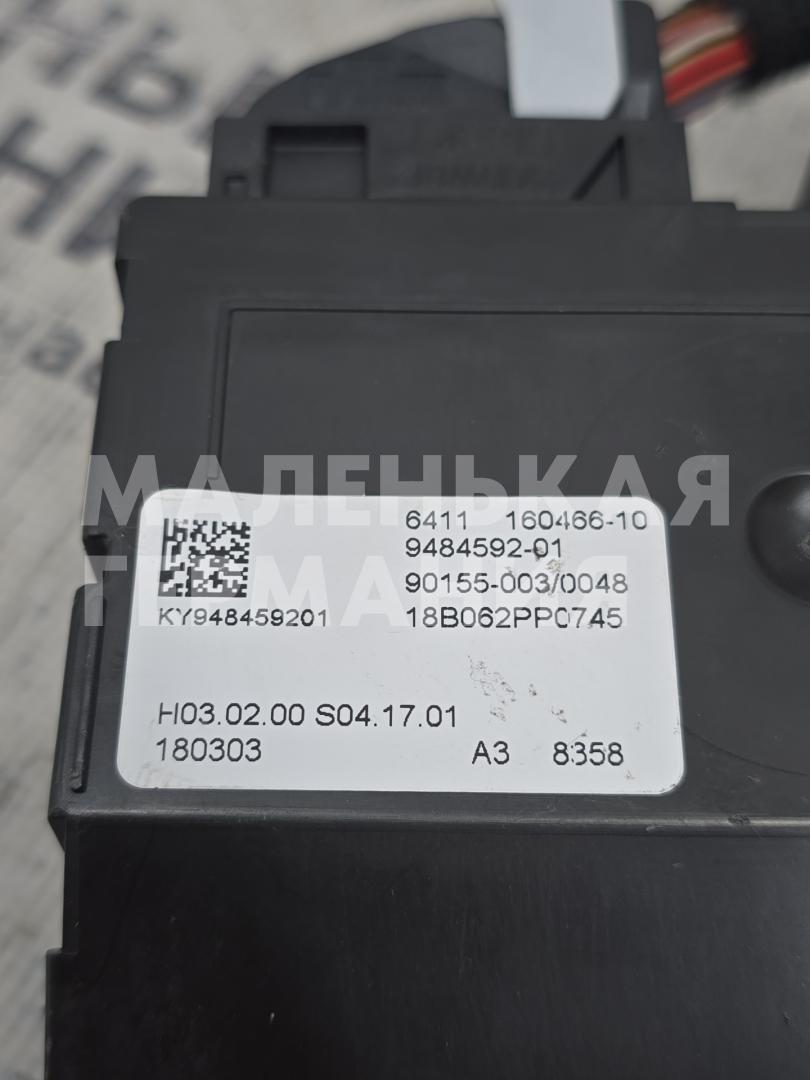 МАЛЕНЬКАЯ
ГЕРМАНИЯ
6411 160466-10
9484592-01
90155-003/0048
KY948459201 18B062PP0745
H03.02.00 S04.17.01
180303 A3 8358